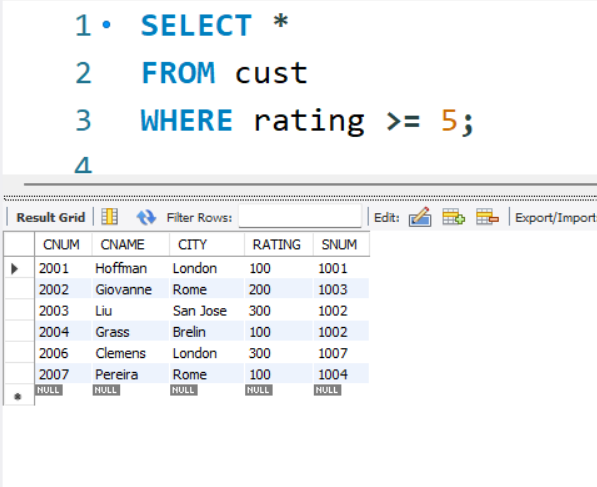 1 SELECT *
2 FROM cust
3 WHERE rating >= 5;
4
Result Grid Filter Rows: Edit: Export/Import:
CNUM CNAME CITY RATING SNUM
2001 Hoffman London 100 1001
2002 Giovanne Rome 200 1003
2003 Liu San Jose 300 1002
2004 Grass Brelin 100 1002
2006 Clemens London 300 1007
2007 Pereira Rome 100 1004
NULL NULL NULL NULL NULL